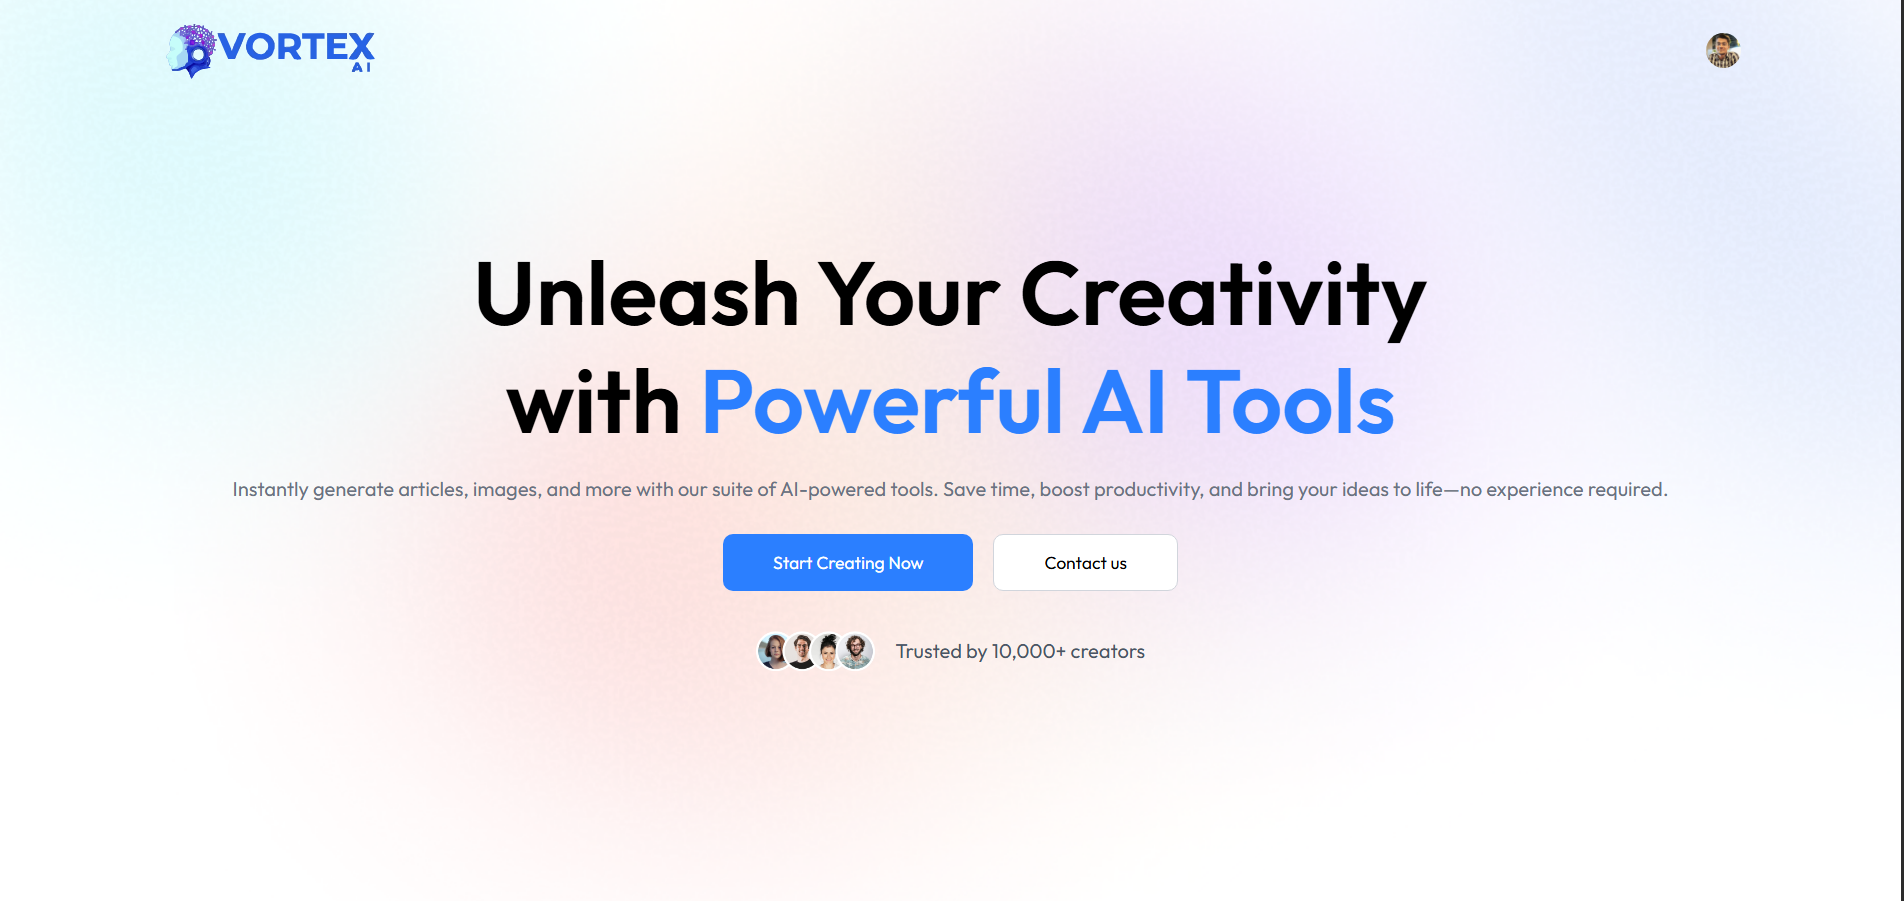 VORTEX
AI
Unleash Your Creativity
with Powerful AI Tools
Instantly generate articles, images, and more with our suite of AI-powered tools. Save time, boost productivity, and bring your ideas to life—no experience required.
Start Creating Now
Contact us
Trusted by 10,000+ creators